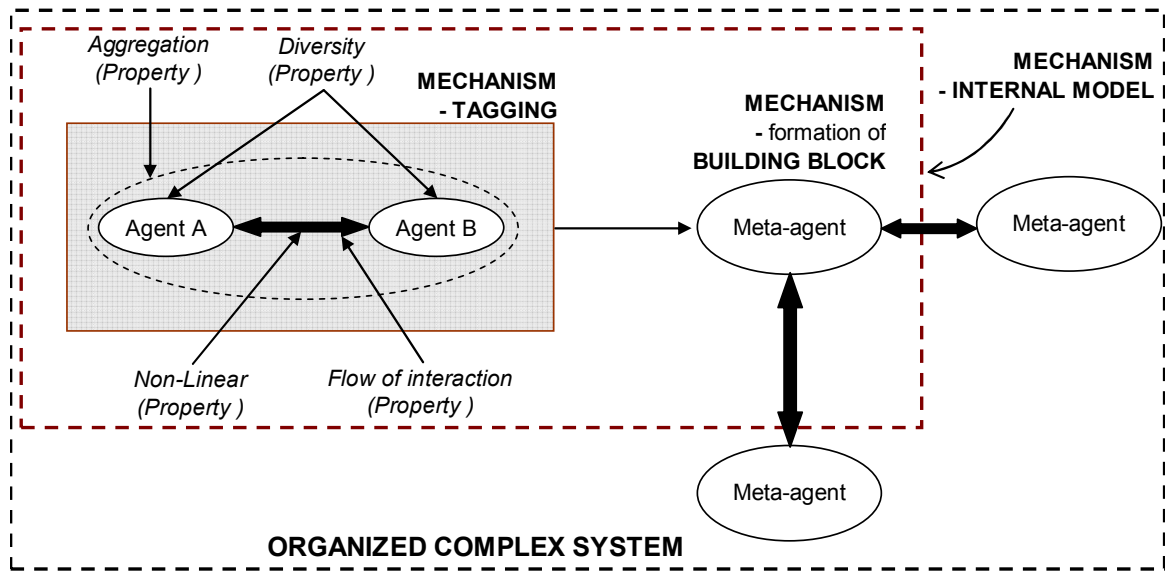 Aggregation
(Property )
Diversity
(Property )
MECHANISM
- TAGGING
MECHANISM
- formation of
BUILDING BLOCK
MECHANISM
- INTERNAL MODEL
Agent A
Agent B
Meta-agent
Meta-agent
Non-Linear
(Property )
Flow of interaction
(Property )
Meta-agent
ORGANIZED COMPLEX SYSTEM